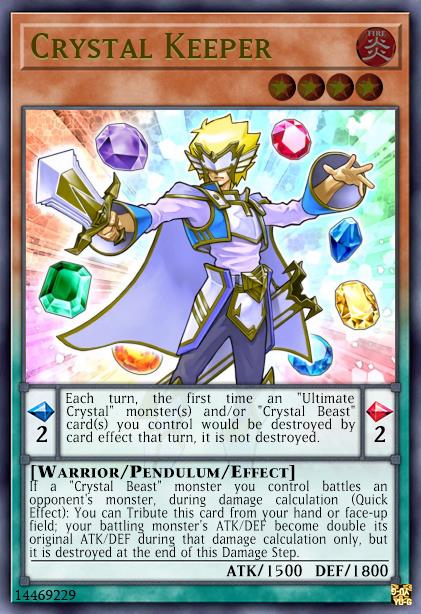 CRYSTAL KEEPER
FIRE
炎
Each turn, the first time an "Ultimate
Crystal" monster(s) and/or "Crystal Beast"
card(s) you control would be destroyed by
card effect that turn, it is not destroyed.
2
2
[WARRIOR/PENDULUM/EFFECT]
If a "Crystal Beast" monster you control battles an
opponent's monster, during damage calculation (Quick
Effect): You can Tribute this card from your hand or face-up
field; your battling monster's ATK/DEF become double its
original ATK/DEF during that damage calculation only, but
it is destroyed at the end of this Damage Step.
ATK/1500 DEF/1800
14469229